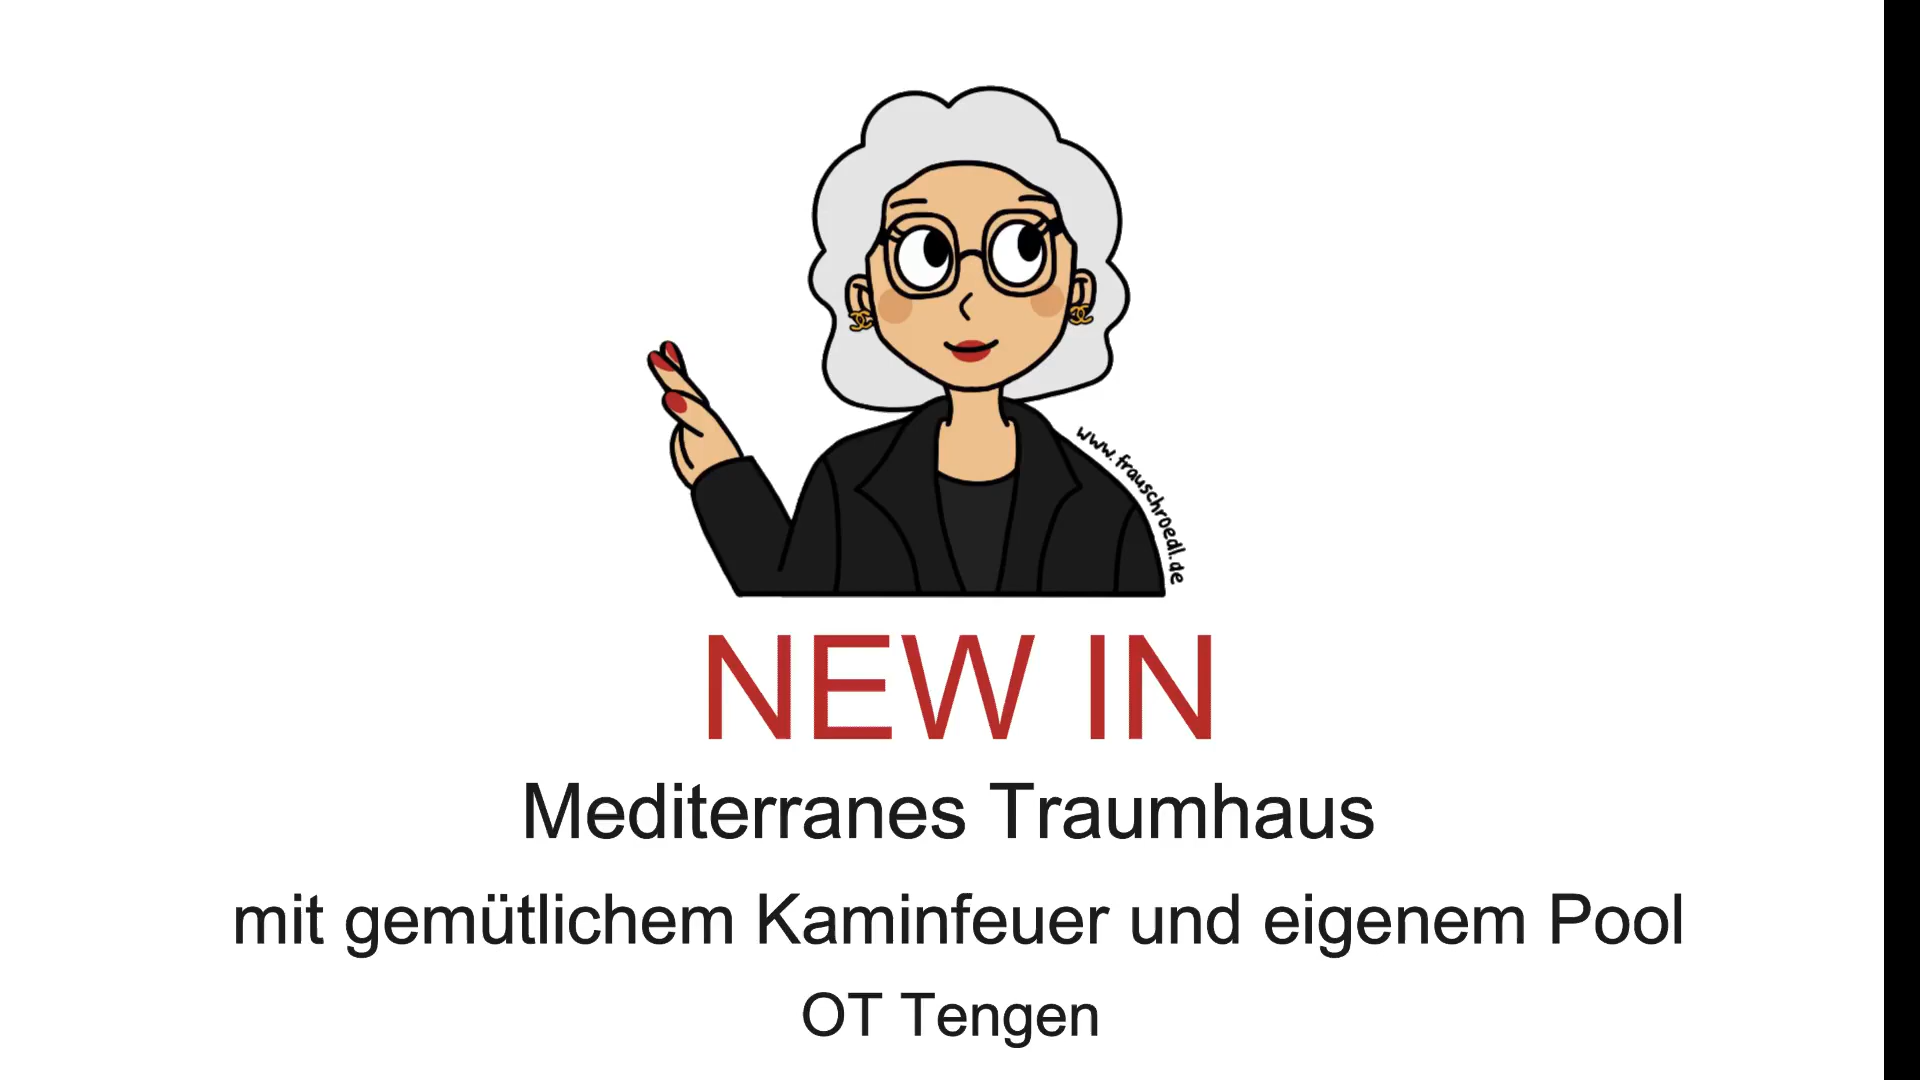 www.frauschroedl.de
NEW IN
Mediterranes Traumhaus
mit gemütlichem Kaminfeuer und eigenem Pool
OT Tengen